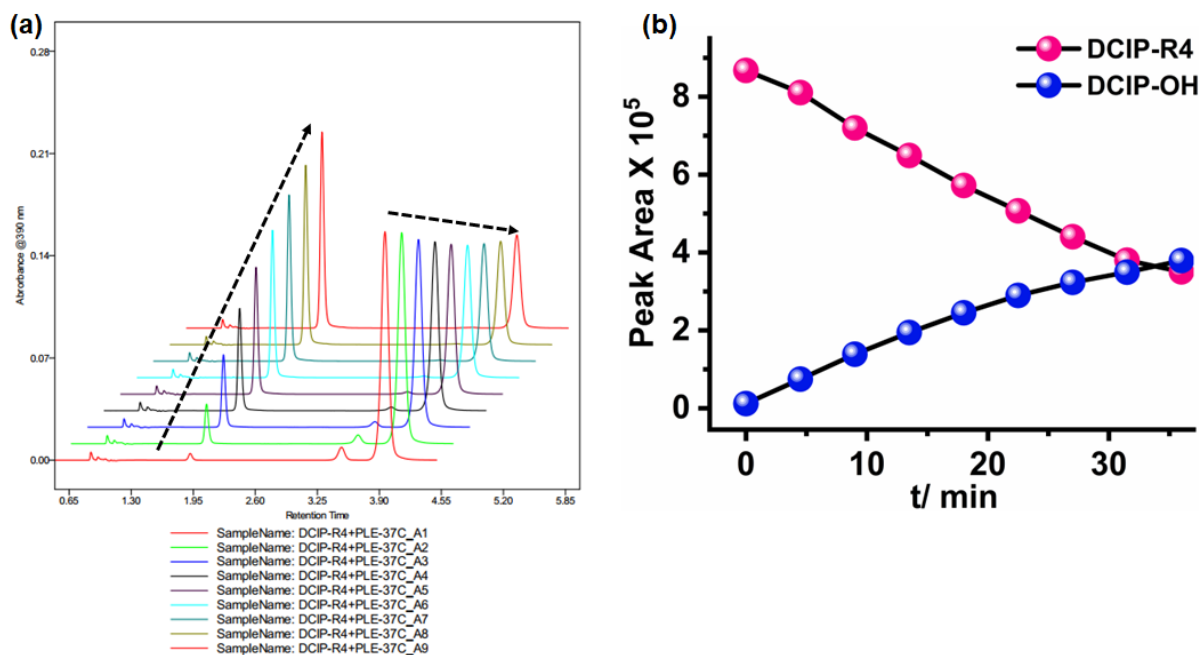 (a)
0.28
0.21
0.14
0.07
0.00
Absorbance @390 nm
0.65 1.30 1.95 2.60 3.25 3.90 4.55 5.20 5.85
Retention Time
SampleName: DCIP-R4+PLE-37C_A1
SampleName: DCIP-R4+PLE-37C_A2
SampleName: DCIP-R4+PLE-37C_A3
SampleName: DCIP-R4+PLE-37C_A4
SampleName: DCIP-R4+PLE-37C_A5
SampleName: DCIP-R4+PLE-37C_A6
SampleName: DCIP-R4+PLE-37C_A7
SampleName: DCIP-R4+PLE-37C_A8
SampleName: DCIP-R4+PLE-37C_A9
(b)
DCIP-R4
DCIP-OH
8
6
4
2
0
Peak Area X 10⁵
0 10 20 30
t/ min